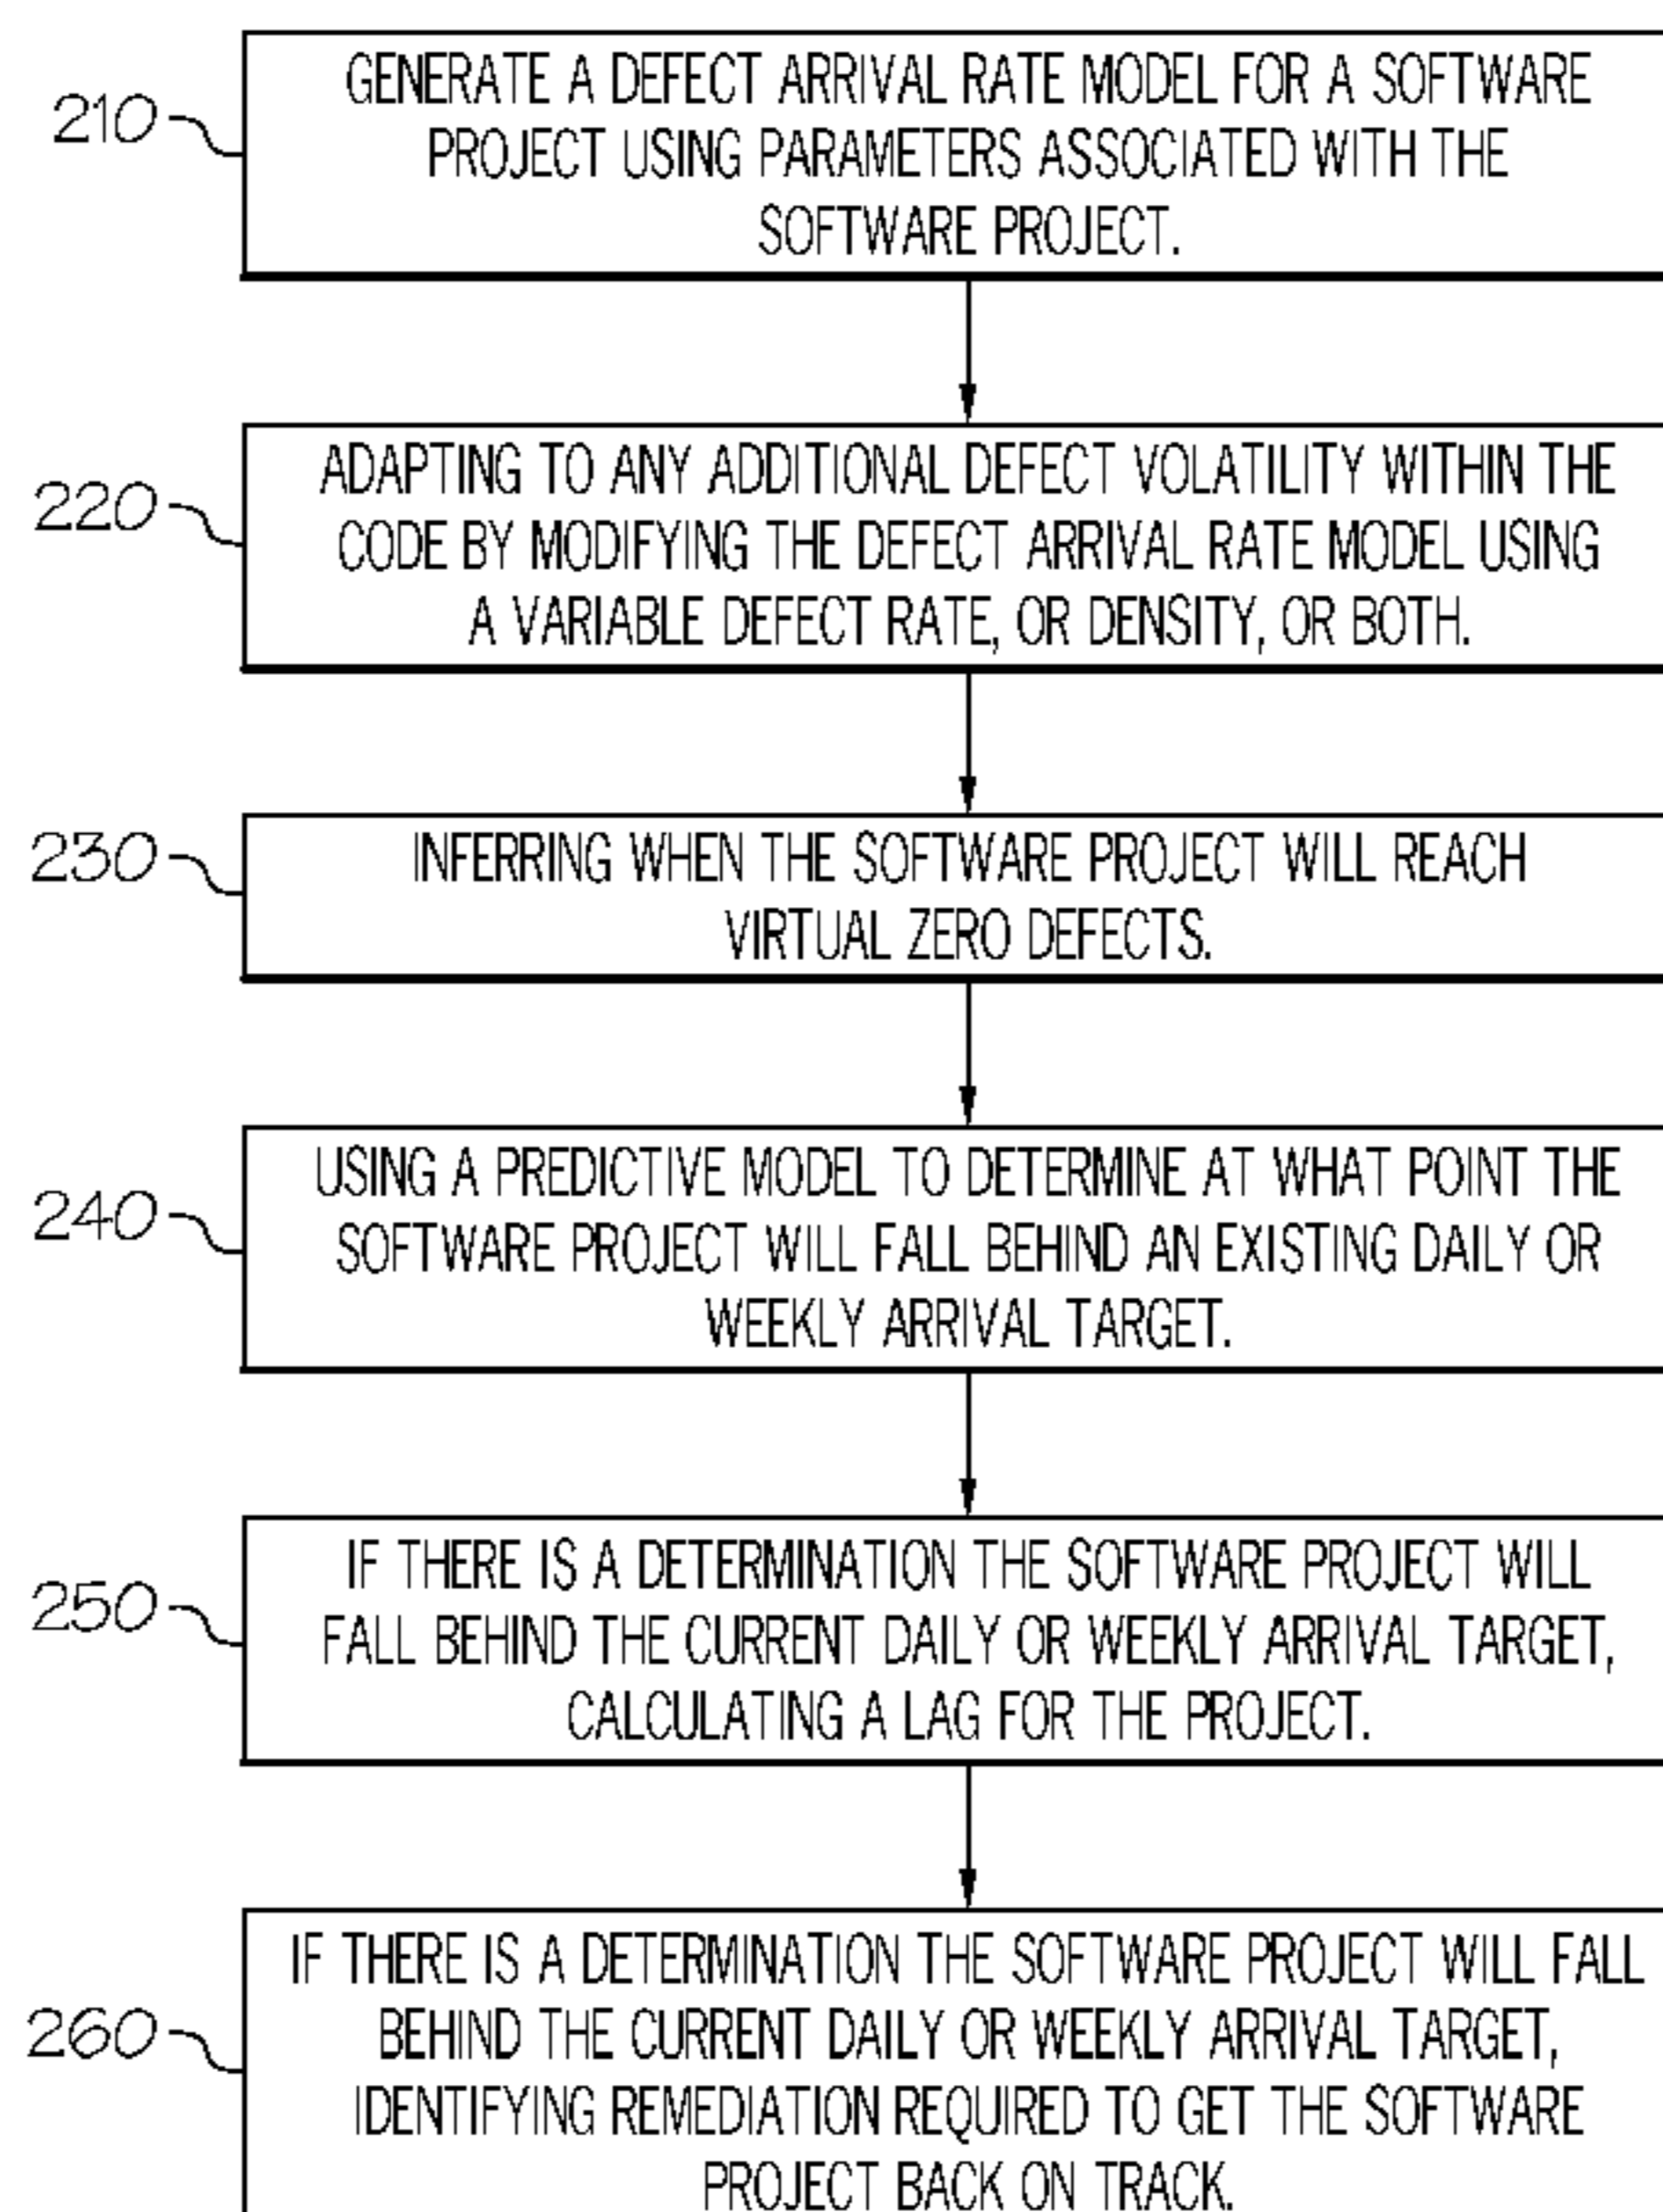 210
GENERATE A DEFECT ARRIVAL RATE MODEL FOR A SOFTWARE
PROJECT USING PARAMETERS ASSOCIATED WITH THE
SOFTWARE PROJECT.
220
ADAPTING TO ANY ADDITIONAL DEFECT VOLATILITY WITHIN THE
CODE BY MODIFYING THE DEFECT ARRIVAL RATE MODEL USING
A VARIABLE DEFECT RATE, OR DENSITY, OR BOTH.
230
INFERRING WHEN THE SOFTWARE PROJECT WILL REACH
VIRTUAL ZERO DEFECTS.
240
USING A PREDICTIVE MODEL TO DETERMINE AT WHAT POINT THE
SOFTWARE PROJECT WILL FALL BEHIND AN EXISTING DAILY OR
WEEKLY ARRIVAL TARGET.
250
IF THERE IS A DETERMINATION THE SOFTWARE PROJECT WILL
FALL BEHIND THE CURRENT DAILY OR WEEKLY ARRIVAL TARGET,
CALCULATING A LAG FOR THE PROJECT.
260
IF THERE IS A DETERMINATION THE SOFTWARE PROJECT WILL FALL
BEHIND THE CURRENT DAILY OR WEEKLY ARRIVAL TARGET,
IDENTIFYING REMEDIATION REQUIRED TO GET THE SOFTWARE
PROJECT BACK ON TRACK.